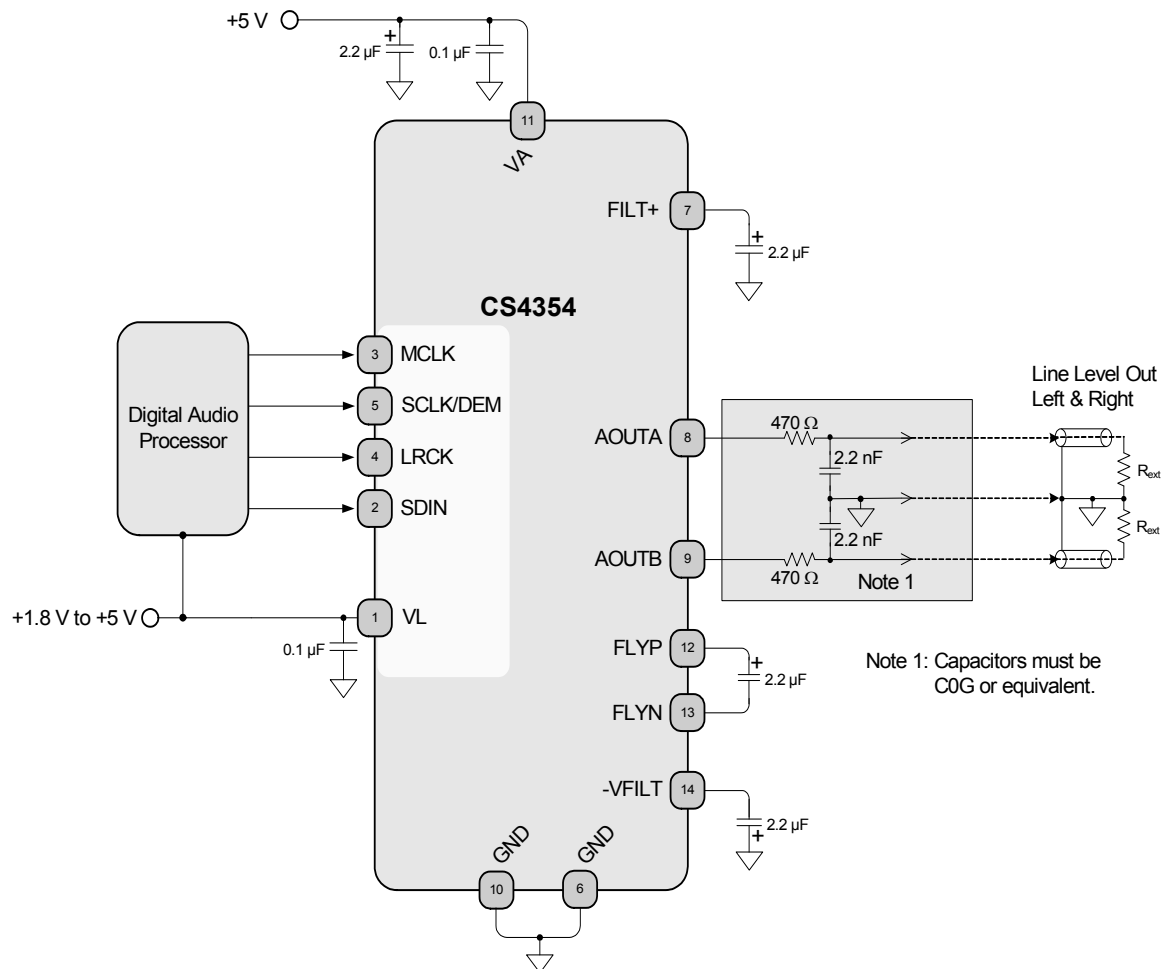 +5 V
+
2.2 µF
0.1 µF
11
VA
FILT+
7
+
2.2 µF
CS4354
Digital Audio
Processor
3
MCLK
5
SCLK/DEM
4
LRCK
2
SDIN
+1.8 V to +5 V
1
VL
0.1 µF
AOUTA
8
470 Ω
2.2 nF
2.2 nF
AOUTB
9
470 Ω
Note 1
Line Level Out
Left & Right
Rext
Rext
FLYP
12
+
2.2 µF
FLYN
13
Note 1: Capacitors must be
C0G or equivalent.
-VFILT
14
2.2 µF
+
GND
GND
10
6